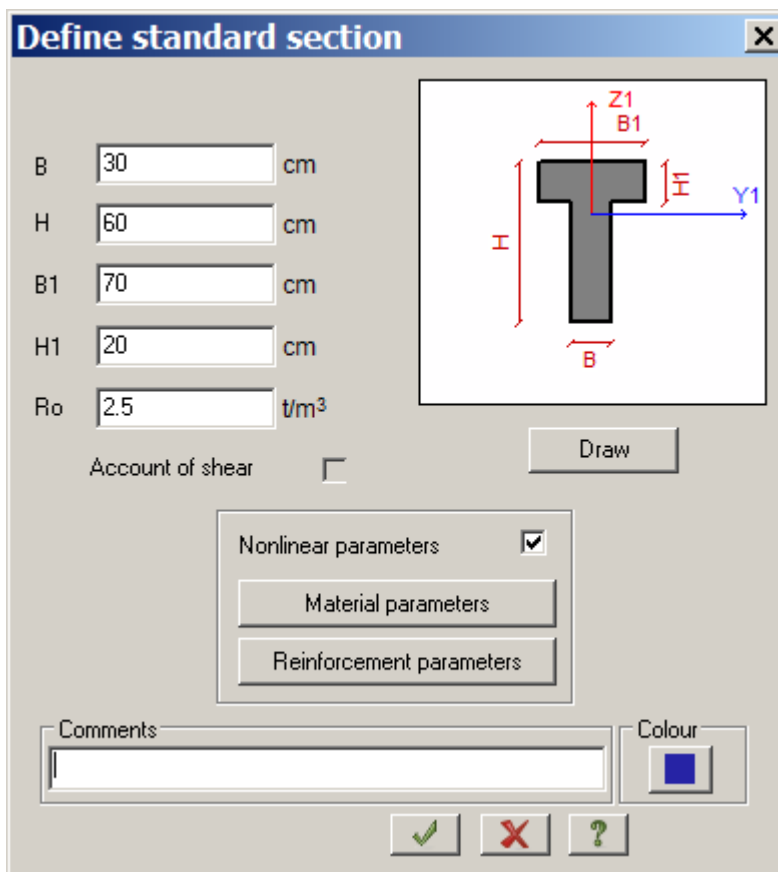 Define standard section
Z1
B1
B 30 cm
H1
Y1
H 60 cm
H
B1 70 cm
H1 20 cm
B
Ro 2.5 t/m³
Draw
Account of shear
Nonlinear parameters
Material parameters
Reinforcement parameters
Comments
Colour